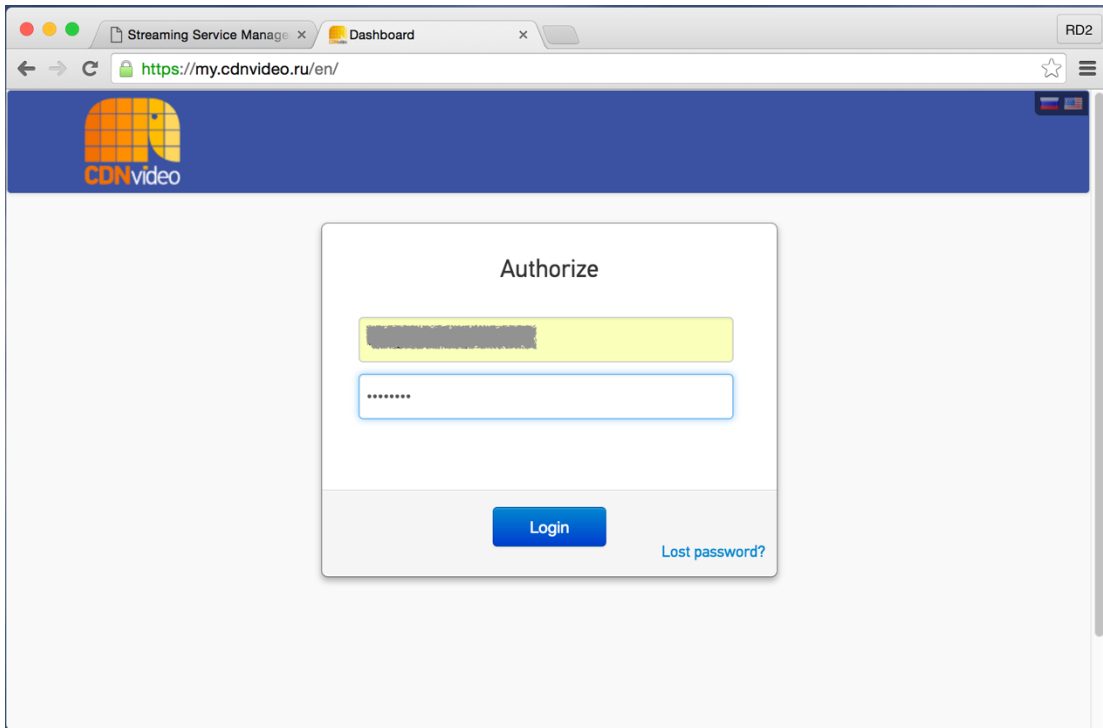 Streaming Service Manage
Dashboard
RD2
https://my.cdnvideo.ru/en/
CDNvideo
Authorize
••••••••
Login
Lost password?